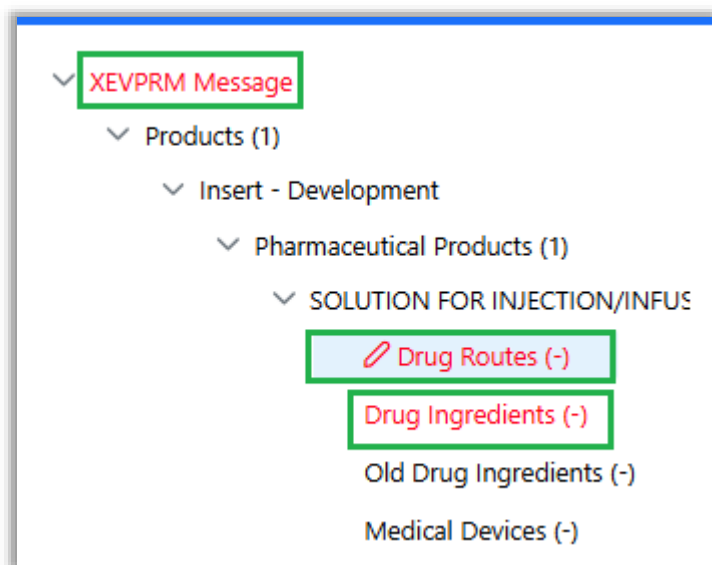 XEVPRM Message
Products (1)
Insert - Development
Pharmaceutical Products (1)
SOLUTION FOR INJECTION/INFUS
Drug Routes (-)
Drug Ingredients (-)
Old Drug Ingredients (-)
Medical Devices (-)